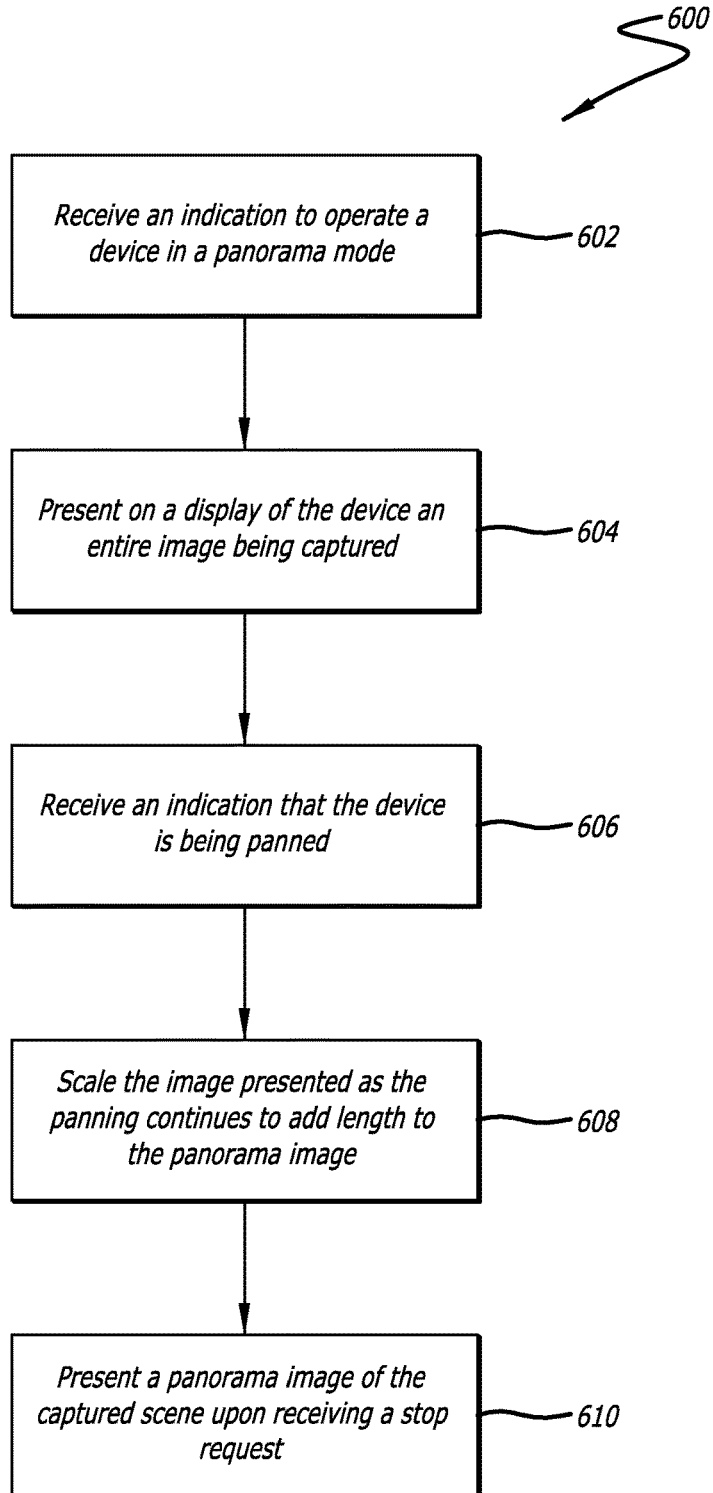 600
Receive an indication to operate a
device in a panorama mode
602
Present on a display of the device an
entire image being captured
604
Receive an indication that the device
is being panned
606
Scale the image presented as the
panning continues to add length to
the panorama image
608
Present a panorama image of the
captured scene upon receiving a stop
request
610